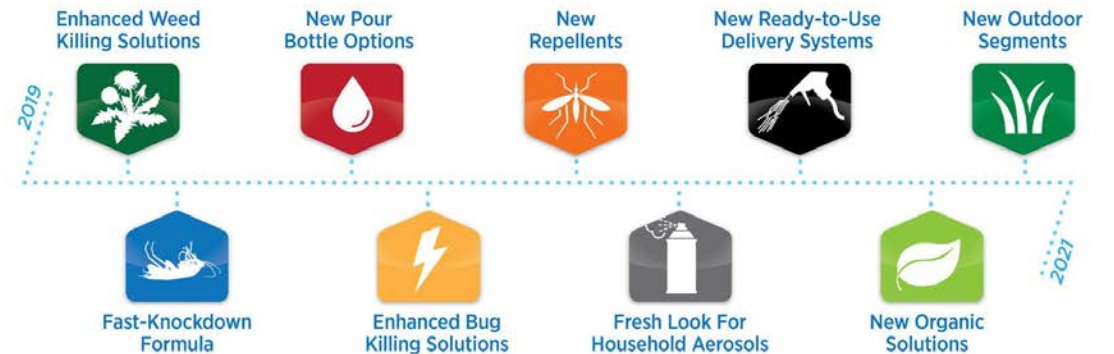 Enhanced Weed
Killing Solutions
New Pour
Bottle Options
New
Repellents
New Ready-to-Use
Delivery Systems
New Outdoor
Segments
2019
2021
Fast-Knockdown
Formula
Enhanced Bug
Killing Solutions
Fresh Look For
Household Aerosols
New Organic
Solutions